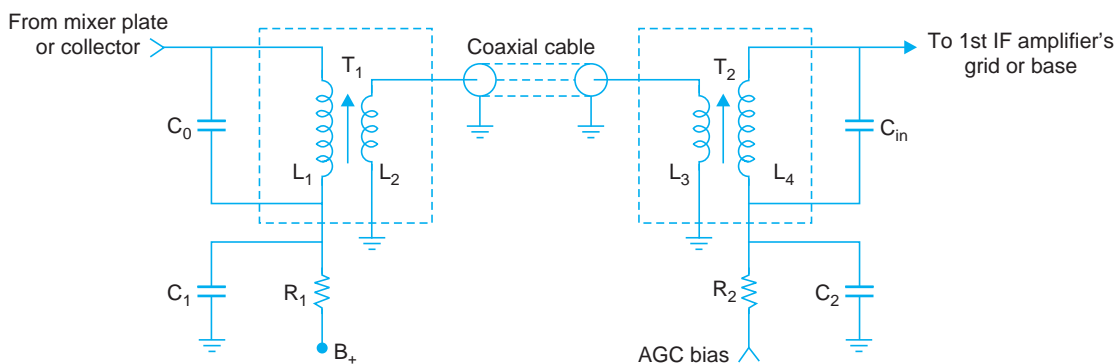 From mixer plate
or collector
Coaxial cable
To 1st IF amplifier's
grid or base
T1
T2
C0
Cin
L1
L2
L3
L4
C1
R1
R2
C2
B+
AGC bias